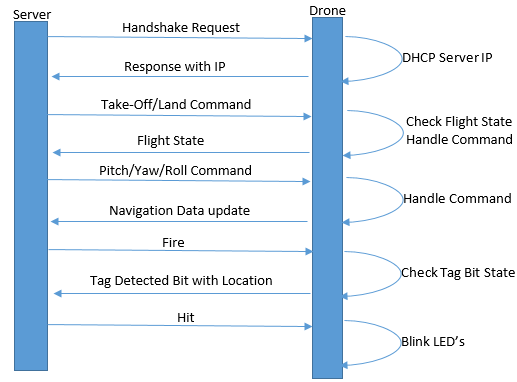 Server
Drone
Handshake Request
DHCP Server IP
Response with IP
Take-Off/Land Command
Check Flight State
Handle Command
Flight State
Pitch/Yaw/Roll Command
Handle Command
Navigation Data update
Fire
Check Tag Bit State
Tag Detected Bit with Location
Hit
Blink LED's